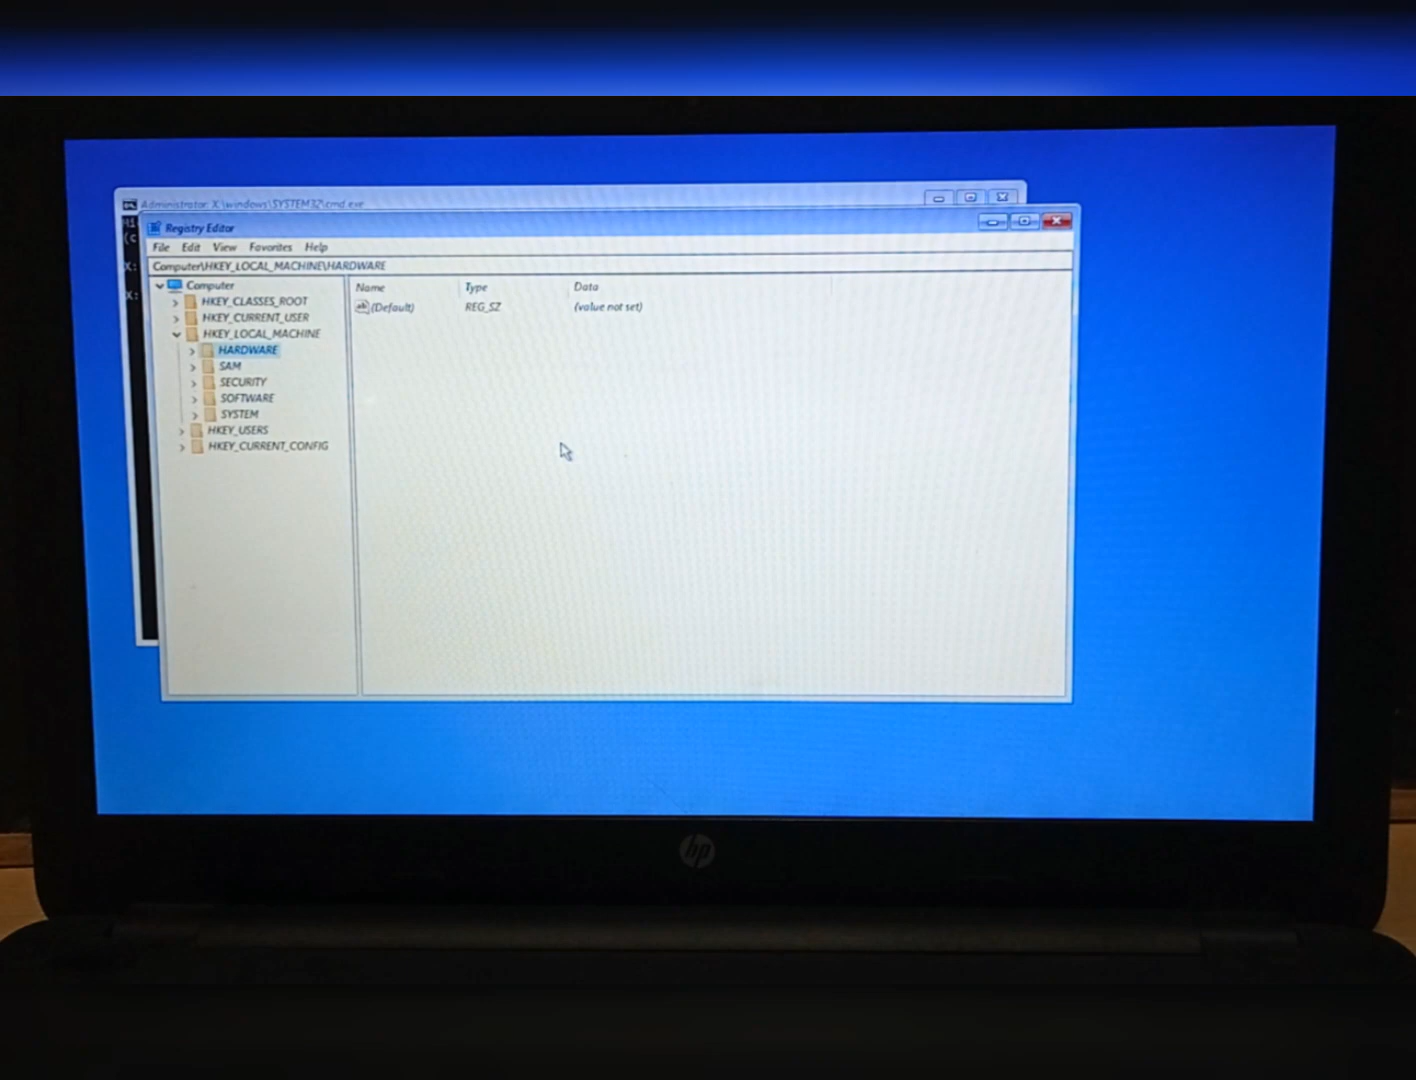 Administrator: X:\windows\SYSTEM32\cmd.exe
Registry Editor
File Edit View Favorites Help
Computer\HKEY_LOCAL_MACHINE\HARDWARE
Computer
HKEY_CLASSES_ROOT
HKEY_CURRENT_USER
HKEY_LOCAL_MACHINE
HARDWARE
SAM
SECURITY
SOFTWARE
SYSTEM
HKEY_USERS
HKEY_CURRENT_CONFIG
Name Type Data
ab (Default) REG_SZ (value not set)
(c
X:
X:
hp